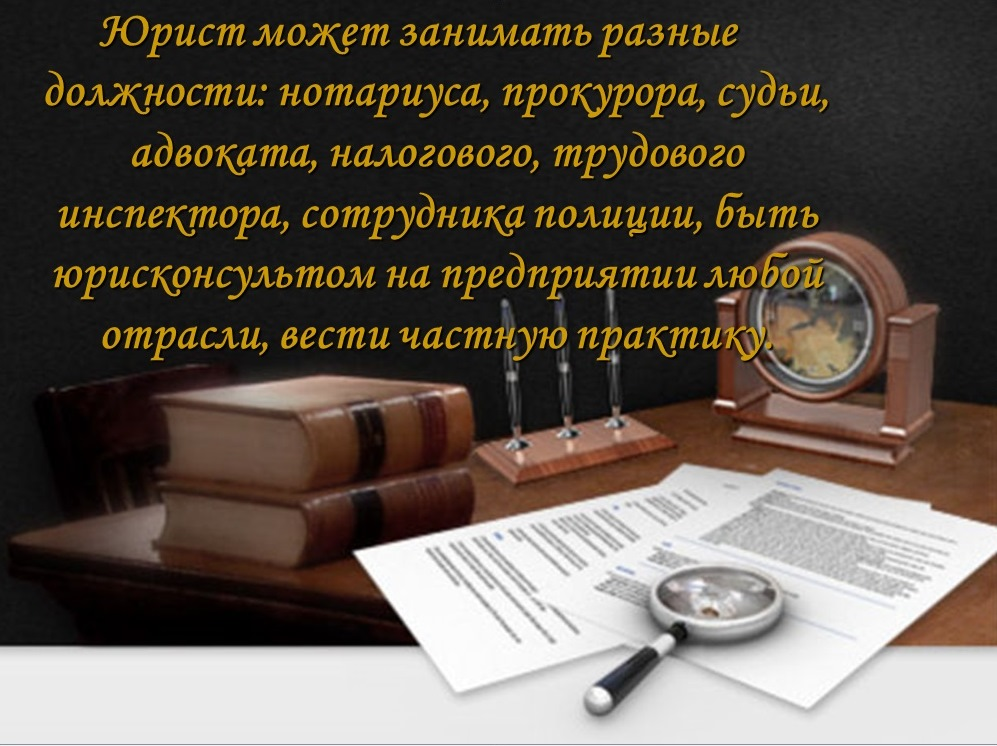 Юрист может занимать разные
должности: нотариуса, прокурора, судьи,
адвоката, налогового, трудового
инспектора, сотрудника полиции, быть
юрисконсультом на предприятии любой
отрасли, вести частную практику.